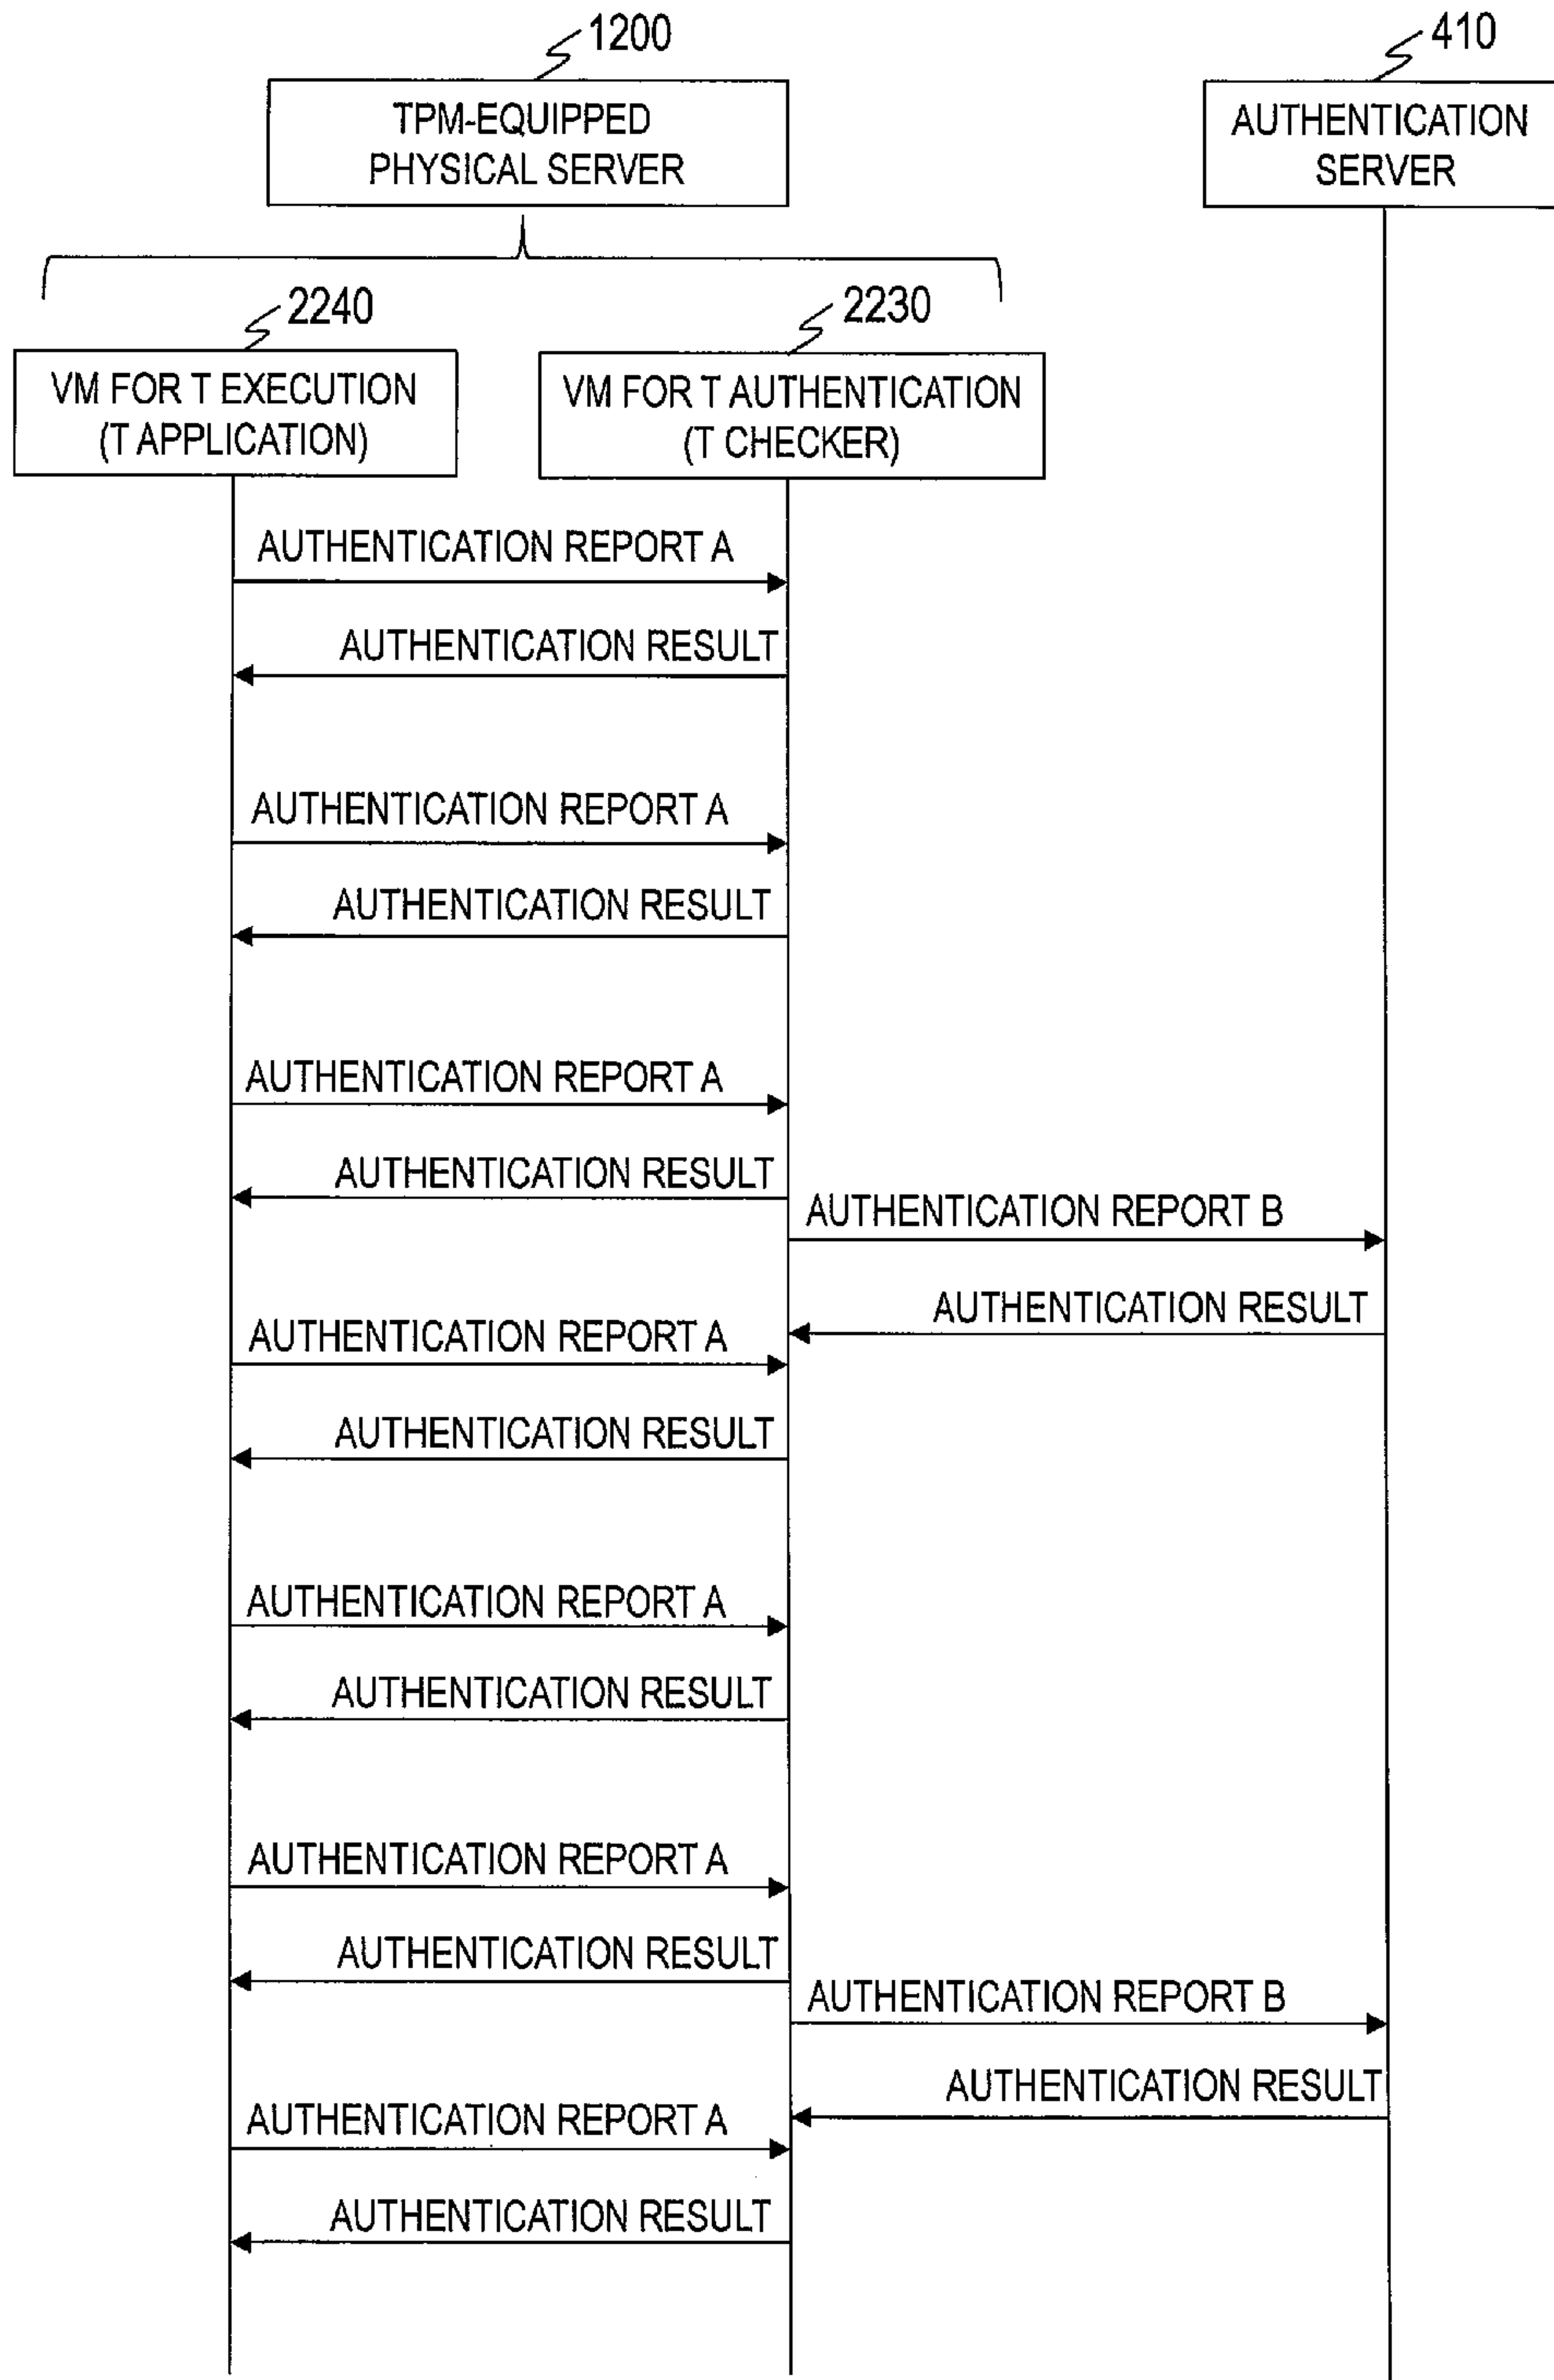 1200
410
TPM-EQUIPPED
PHYSICAL SERVER
AUTHENTICATION
SERVER
2240
2230
VM FOR T EXECUTION
(T APPLICATION)
VM FOR T AUTHENTICATION
(T CHECKER)
AUTHENTICATION REPORT A
AUTHENTICATION RESULT
AUTHENTICATION REPORT A
AUTHENTICATION RESULT
AUTHENTICATION REPORT A
AUTHENTICATION RESULT
AUTHENTICATION REPORT B
AUTHENTICATION RESULT
AUTHENTICATION REPORT A
AUTHENTICATION RESULT
AUTHENTICATION REPORT A
AUTHENTICATION RESULT
AUTHENTICATION REPORT A
AUTHENTICATION RESULT
AUTHENTICATION REPORT B
AUTHENTICATION RESULT
AUTHENTICATION REPORT A
AUTHENTICATION RESULT